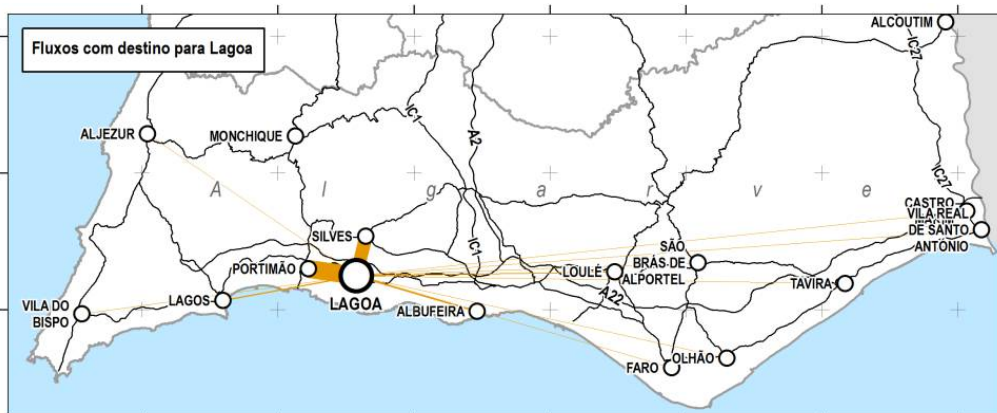 Fluxos com destino para Lagoa
ALCOUTIM
IC27
IC1
A2
ALJEZUR
MONCHIQUE
A l g a r v e
IC27
CASTRO
MARIM
VILA REAL
DE SANTO
ANTÓNIO
SILVES
IC1
SÃO
BRÁS DE
ALPORTEL
PORTIMÃO
LOULÉ
TAVIRA
LAGOA
A22
LAGOS
VILA DO
BISPO
ALBUFEIRA
FARO
OLHÃO